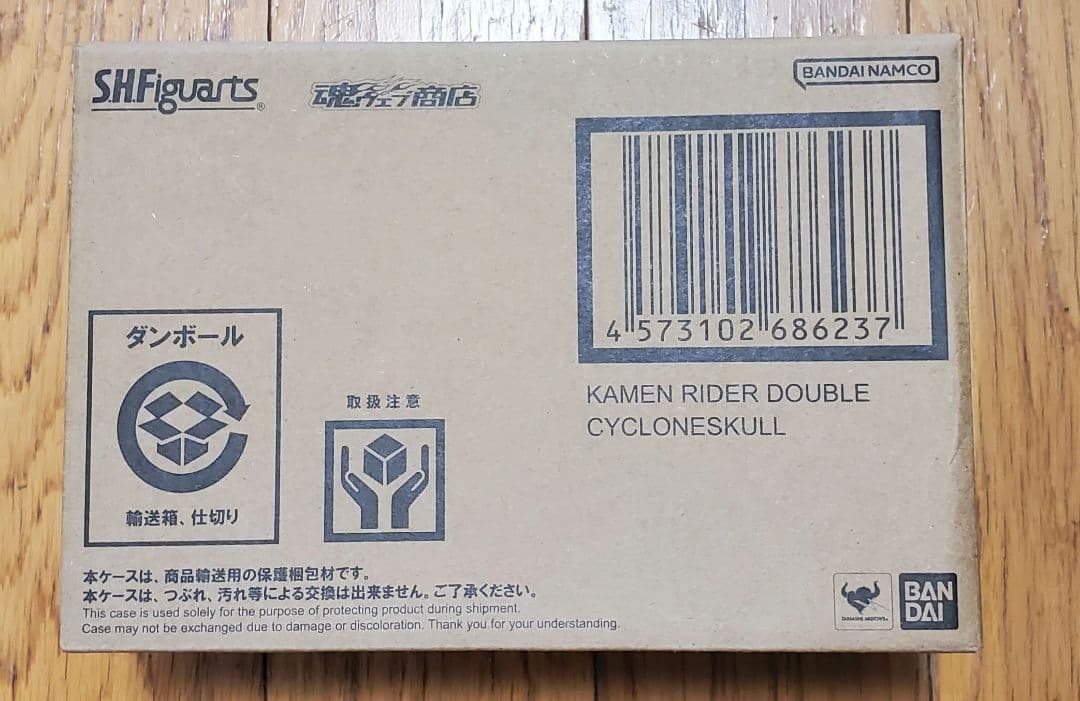 S.H.Figuarts®
魂ウェブ商店
BANDAI NAMCO
4 573102 686237
KAMEN RIDER DOUBLE
CYCLONESKULL
ダンボール
輸送箱、仕切り
取扱注意
本ケースは、商品輸送用の保護梱包材です。
本ケースは、つぶれ、汚れ等による交換は出来ません。ご了承ください。
This case is used solely for the purpose of protecting product during shipment.
Case may not be exchanged due to damage or discoloration. Thank you for your understanding.
TAMASHII NATIONS
BAN
DAI